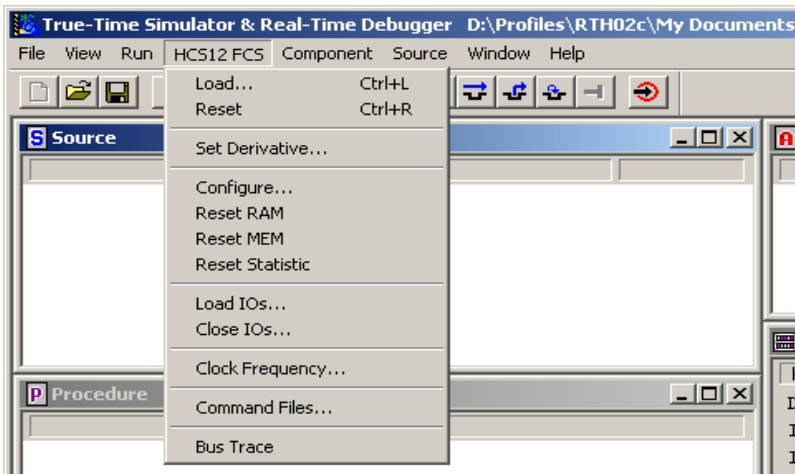 True-Time Simulator & Real-Time Debugger D:\Profiles\RTH02c\My Documents
File View Run HCS12 FCS Component Source Window Help
Load... Ctrl+L
Reset Ctrl+R
Set Derivative...
Configure...
Reset RAM
Reset MEM
Reset Statistic
Load IOs...
Close IOs...
Clock Frequency...
Command Files...
Bus Trace
S Source
P Procedure